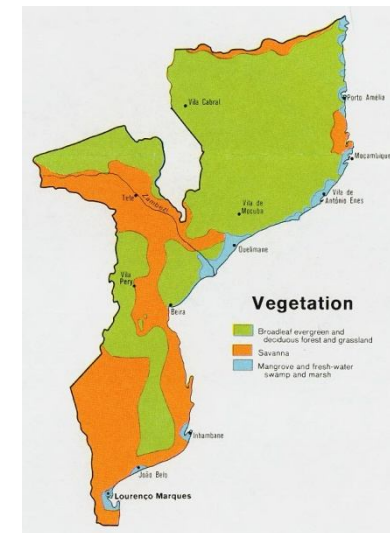 Porto Amélia
Vila Cabral
Moçambique
Vila de
António Enes
Tete
Zambezi
Vila de
Mocuba
Quelimane
Vila
Pery
Beira
Vegetation
Broadleaf evergreen and
deciduous forest and grassland
Savanna
Mangrove and fresh-water
swamp and marsh
Inhambane
João Belo
Lourenço Marques